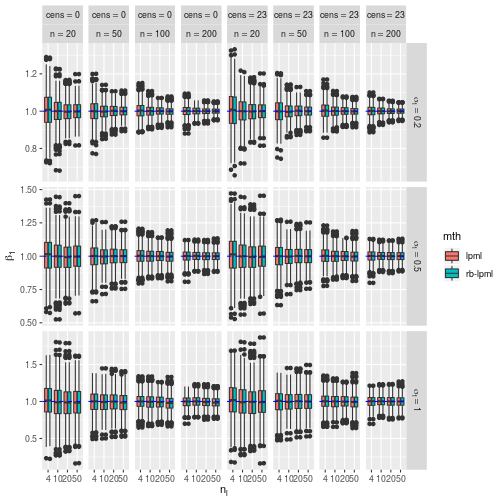 cens = 0 cens = 0 cens = 0 cens = 0 cens = 23 cens = 23 cens = 23 cens = 23
n = 20 n = 50 n = 100 n = 200 n = 20 n = 50 n = 100 n = 200
1.2
1.0
0.8
σ₁ = 0.2
1.50
1.25
1.00
0.75
0.50
σ₁ = 0.5
1.5
1.0
0.5
σ₁ = 1
β₁
4 102050 4 102050 4 102050 4 102050 4 102050 4 102050 4 102050 4 102050
nᵢ
mth
lpml
rb-lpml